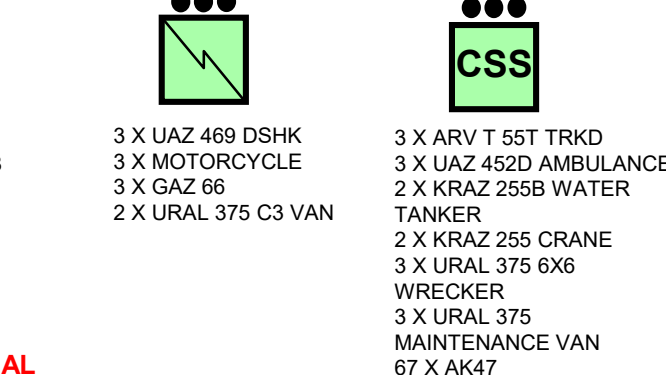 CSS
3 X UAZ 469 DSHK
3 X MOTORCYCLE
3 X GAZ 66
2 X URAL 375 C3 VAN
3 X ARV T 55T TRKD
3 X UAZ 452D AMBULANCE
2 X KRAZ 255B WATER
TANKER
2 X KRAZ 255 CRANE
3 X URAL 375 6X6
WRECKER
3 X URAL 375
MAINTENANCE VAN
67 X AK47
AL